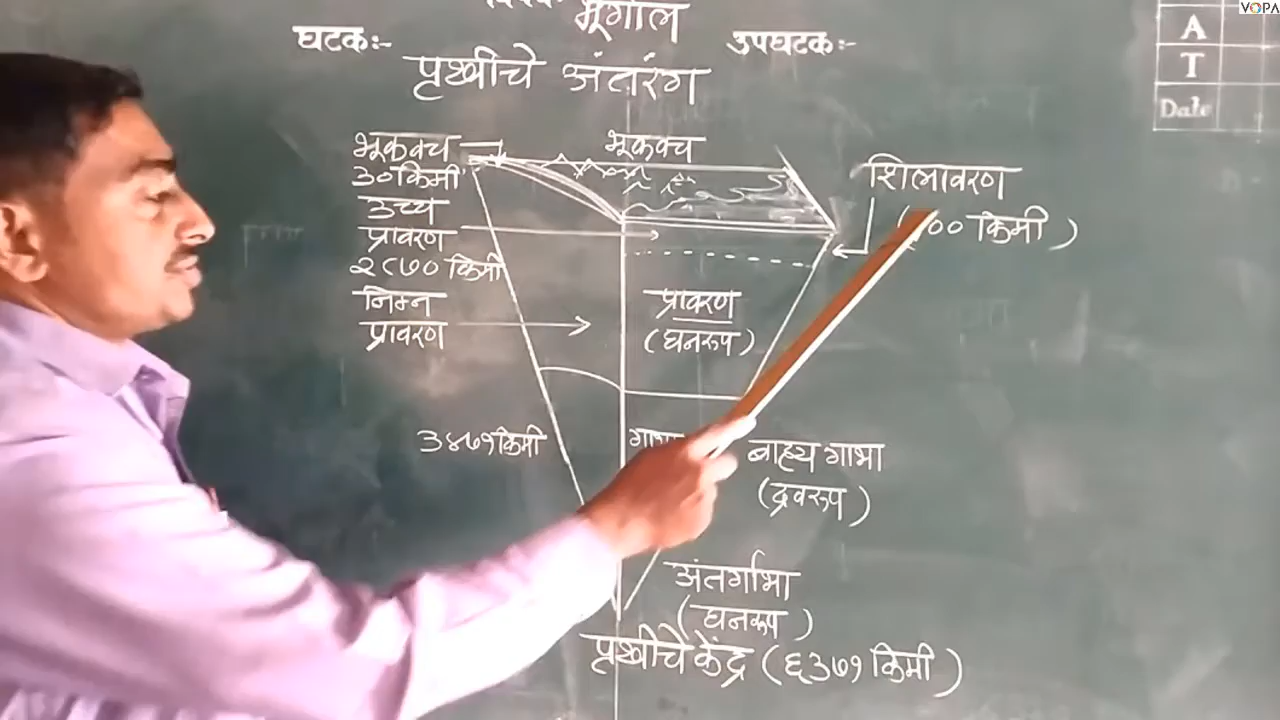 VOPA
भूगोल
घटक:-
उपघटक:-
पृथ्वीचे अंतरंग
A
T
Date
भूकवच
३० किमी
उच्च
प्रावरण
२८७० किमी
निम्न
प्रावरण
भूकवच
शिलावरण
००किमी )
प्रावरण
(घनरूप)
३४७१ किमी
बाह्य गाभा
(द्रवरूप)
अंतर्गाभा
(घनरूप)
पृथ्वीचे केंद्र (६३७१ किमी)